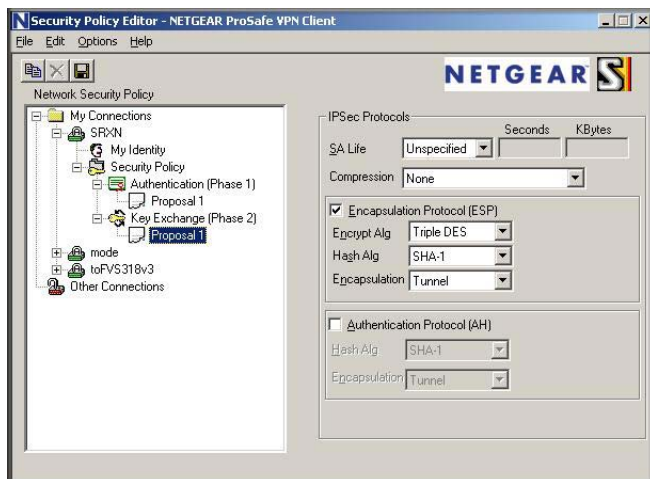 Security Policy Editor - NETGEAR ProSafe VPN Client
File Edit Options Help
NETGEAR
Network Security Policy
My Connections
SRXN
My Identity
Security Policy
Authentication (Phase 1)
Proposal 1
Key Exchange (Phase 2)
Proposal 1
mode
toFVS318v3
Other Connections
IPSec Protocols
Seconds KBytes
SA Life Unspecified
Compression None
Encapsulation Protocol (ESP)
Encrypt Alg Triple DES
Hash Alg SHA-1
Encapsulation Tunnel
Authentication Protocol (AH)
Hash Alg SHA-1
Encapsulation Tunnel